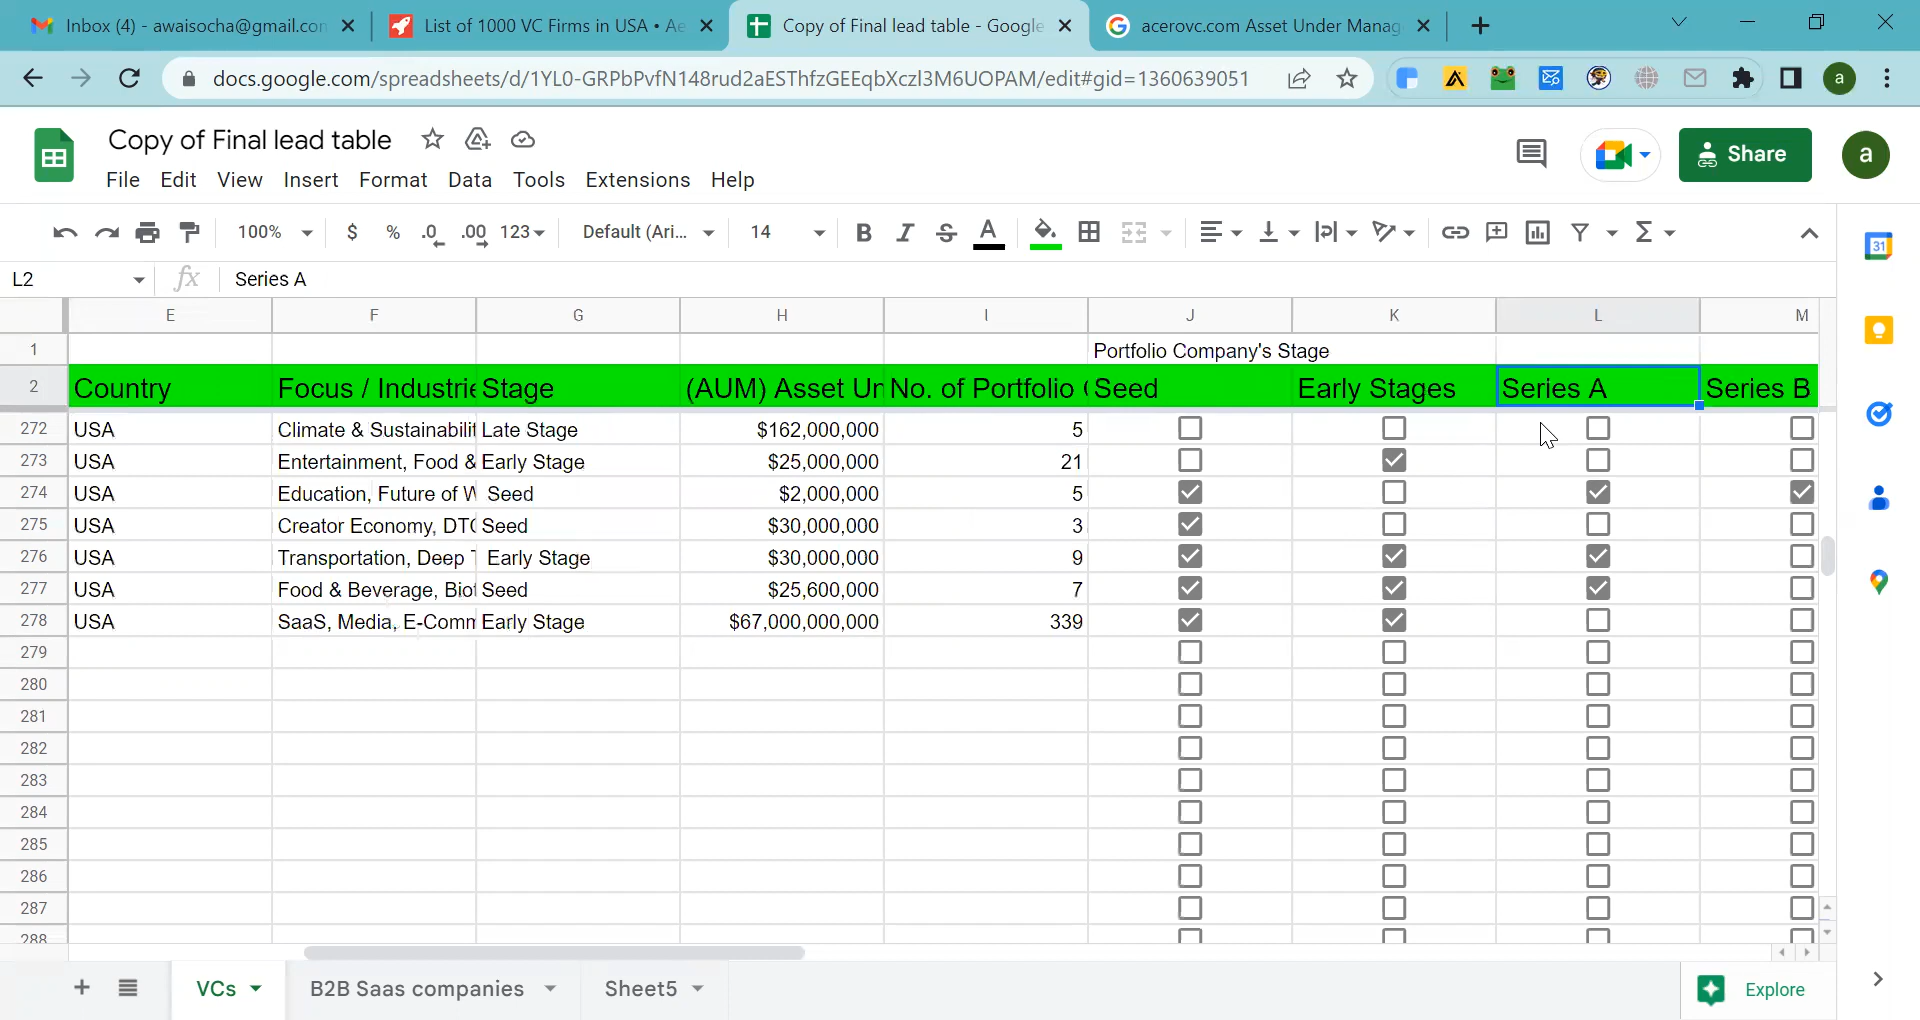 Inbox (4) - awaisocha@gmail.con
List of 1000 VC Firms in USA • Ae
Copy of Final lead table - Google
acerovc.com Asset Under Manag
docs.google.com/spreadsheets/d/1YL0-GRPbPvfN148rud2aESThfzGEEqbXczl3M6UOPAM/edit#gid=1360639051
a
Copy of Final lead table
Share
a
File Edit View Insert Format Data Tools Extensions Help
100% $ % .0 .00 123 Default (Ari... 14 B I S A
31
L2 fx Series A
E F G H I J K L M
1 Portfolio Company's Stage
2 Country Focus / Industrie Stage (AUM) Asset Un No. of Portfolio Seed Early Stages Series A Series B
272 USA Climate & Sustainabilit Late Stage $162,000,000 5
273 USA Entertainment, Food & Early Stage $25,000,000 21
274 USA Education, Future of W Seed $2,000,000 5
275 USA Creator Economy, DTC Seed $30,000,000 3
276 USA Transportation, Deep T Early Stage $30,000,000 9
277 USA Food & Beverage, Biot Seed $25,600,000 7
278 USA SaaS, Media, E-Comm Early Stage $67,000,000,000 339
279
280
281
282
283
284
285
286
287
288
VCs B2B Saas companies Sheet5 Explore